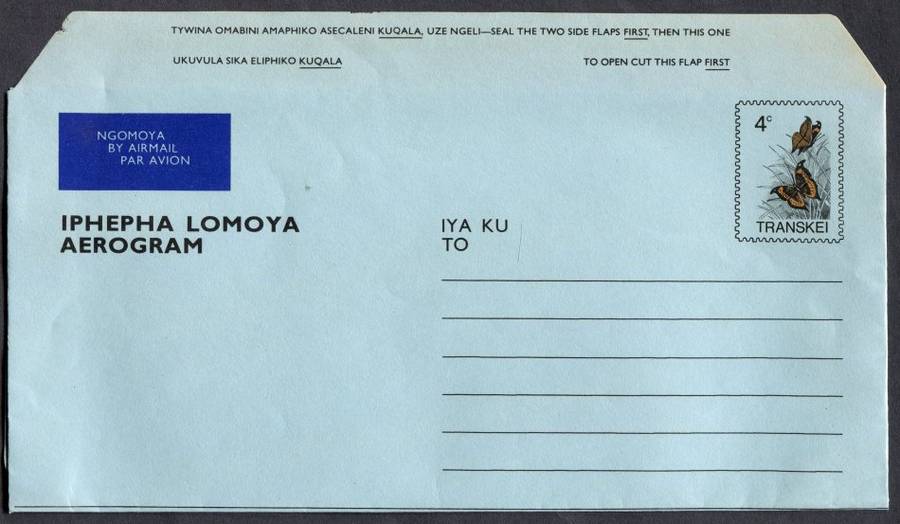 TYWINA OMABINI AMAPHIKO ASECALENI KUQALA, UZE NGELI—SEAL THE TWO SIDE FLAPS FIRST, THEN THIS ONE
UKUVULA SIKA ELIPHIKO KUQALA
TO OPEN CUT THIS FLAP FIRST
NGOMOYA
BY AIRMAIL
PAR AVION
4c
TRANSKEI
IPHEPHA LOMOYA
AEROGRAM
IYA KU
TO